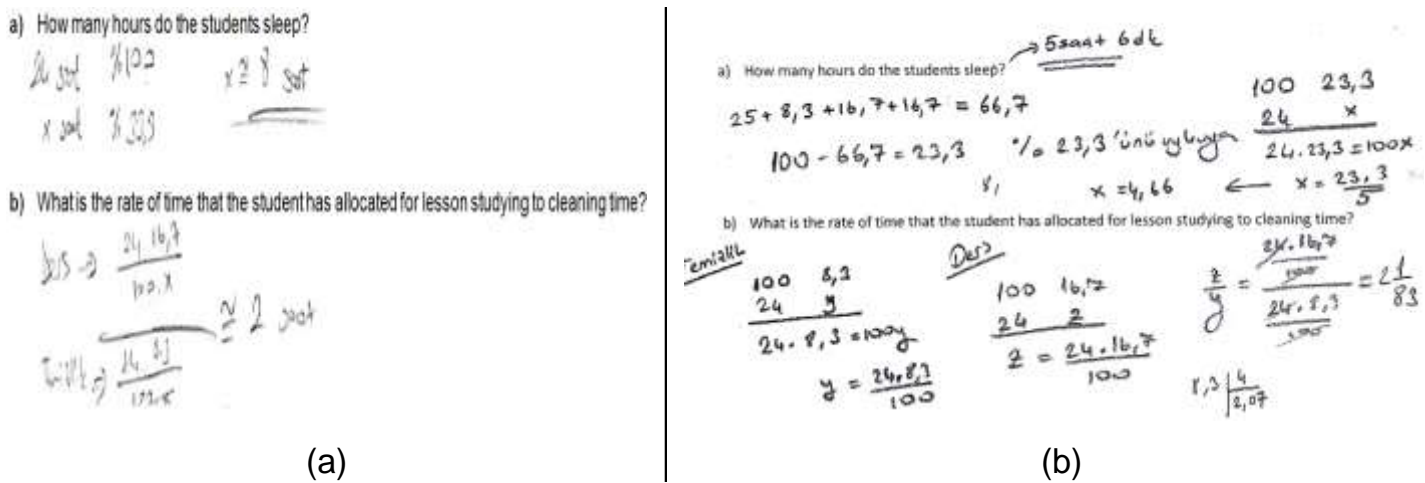 a) How many hours do the students sleep?
24 saat %100
x ≅ 8 saat
x saat %33,3
b) What is the rate of time that the student has allocated for lesson studying to cleaning time?
Ders → 24 16,7
100.x
≅ 2 saat
24 8,3
(a)
5saat 6dk
a) How many hours do the students sleep?
25 + 8,3 + 16,7 + 16,7 = 66,7
100 - 66,7 = 23,3
% 23,3'ünü uykuya
100 23,3
24 x
24.23,3 = 100x
8,
x = 4,66 ← x = 23,3
5
b) What is the rate of time that the student has allocated for lesson studying to cleaning time?
Temizlik
100 8,3
24 y
24.8,3 = 100y
y = 24.8,3
100
Ders
100 16,7
24 z
z = 24.16,7
100
z/y = 24.16,7
100
24.8,3
100
= 2 1/83
8,3 4
2,07
(b)